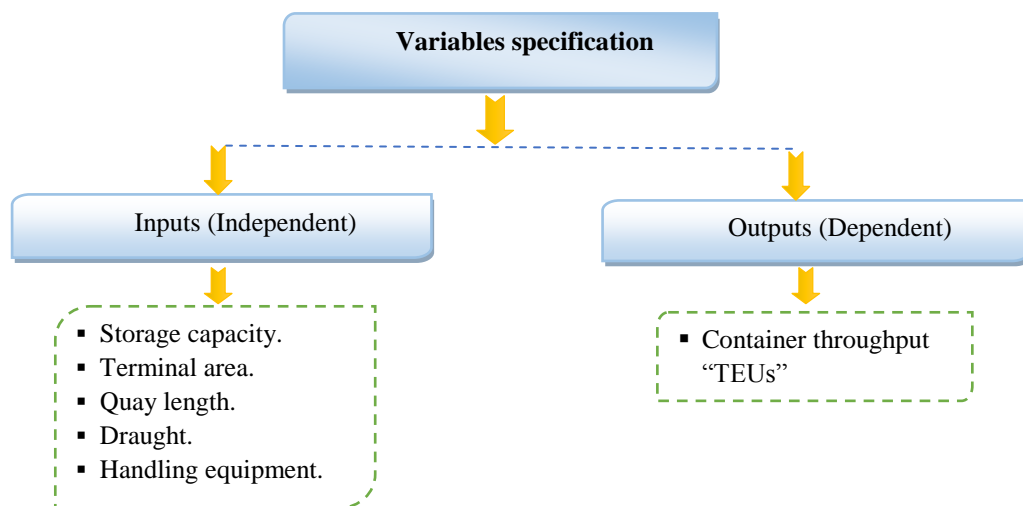 Variables specification
Inputs (Independent)
Outputs (Dependent)
▪ Storage capacity.
▪ Terminal area.
▪ Quay length.
▪ Draught.
▪ Handling equipment.
▪ Container throughput
“TEUs”